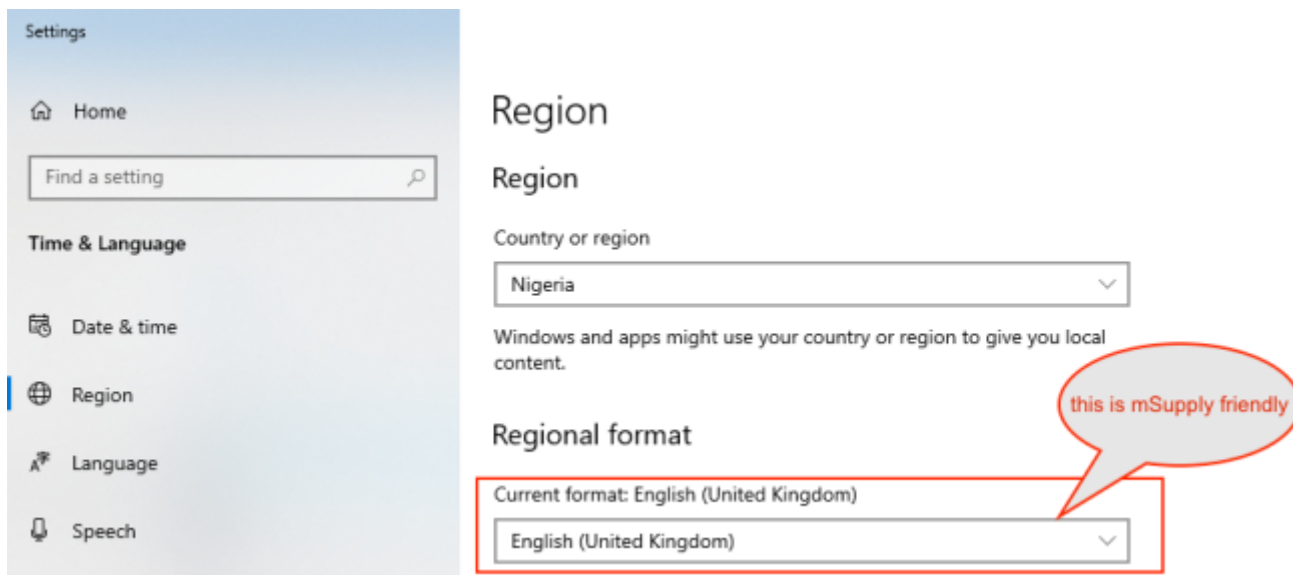 Settings
Home
Find a setting
Time & Language
Date & time
Region
Language
Speech
Region
Region
Country or region
Nigeria
Windows and apps might use your country or region to give you local
content.
Regional format
this is mSupply friendly
Current format: English (United Kingdom)
English (United Kingdom)